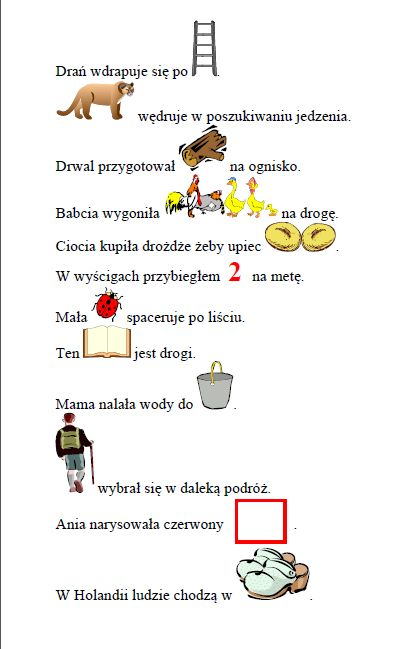 Drań wdrapuje się po .
wędruje w poszukiwaniu jedzenia.
Drwal przygotował na ognisko.
Babcia wygoniła na drogę.
Ciocia kupiła drożdże żeby upiec .
W wyścigach przybiegłem 2 na metę.
Mała spaceruje po liściu.
Ten jest drogi.
Mama nalała wody do .
wybrał się w daleką podróż.
Ania narysowała czerwony .
W Holandii ludzie chodzą w .